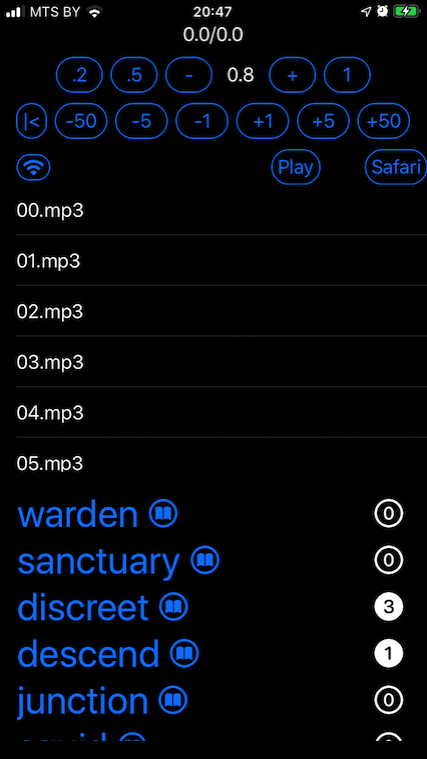 MTS BY 20:47
0.0/0.0
.2 .5 - 0.8 + 1
|< -50 -5 -1 +1 +5 +50
Play Safari
00.mp3
01.mp3
02.mp3
03.mp3
04.mp3
05.mp3
warden 0
sanctuary 0
discreet 3
descend 1
junction 0